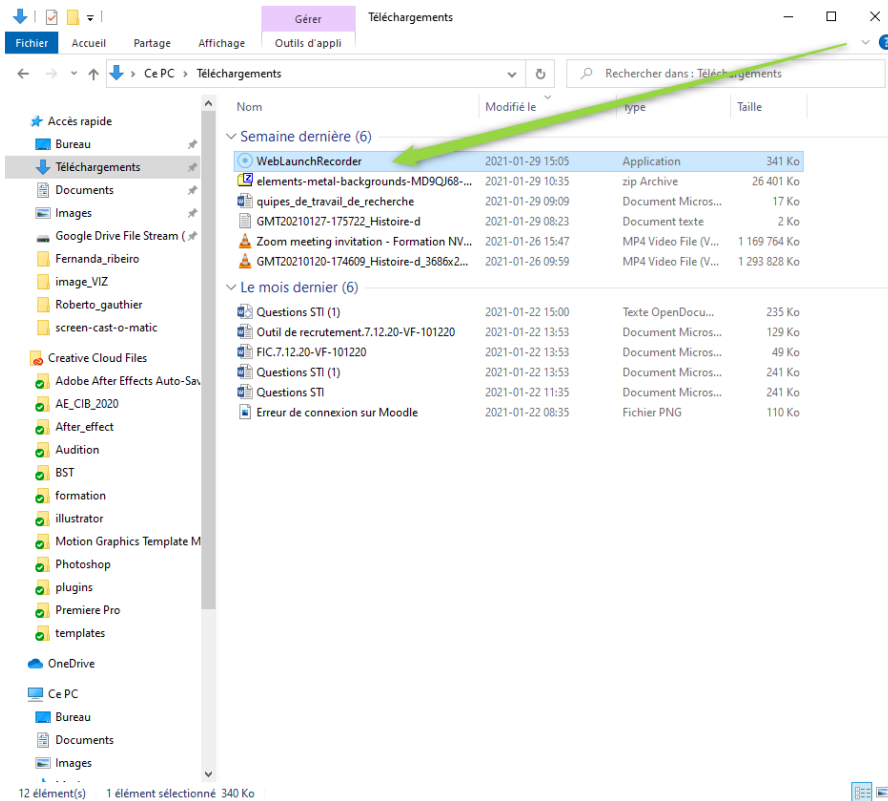 Gérer Téléchargements
Fichier Accueil Partage Affichage Outils d'appli
Ce PC > Téléchargements Rechercher dans : Téléchargements
Nom Modifié le Type Taille
Accès rapide
Bureau
Téléchargements
Documents
Images
Google Drive File Stream (
Fernanda_ribeiro
image_VIZ
Roberto_gauthier
screen-cast-o-matic
Creative Cloud Files
Adobe After Effects Auto-Sav
AE_CIB_2020
After_effect
Audition
BST
formation
illustrator
Motion Graphics Template M
Photoshop
plugins
Premiere Pro
templates
OneDrive
Ce PC
Bureau
Documents
Images
Semaine dernière (6)
WebLaunchRecorder 2021-01-29 15:05 Application 341 Ko
elements-metal-backgrounds-MD9QJ68-... 2021-01-29 10:35 zip Archive 26 401 Ko
quipes_de_travail_de_recherche 2021-01-29 09:09 Document Micros... 17 Ko
GMT20210127-175722_Histoire-d 2021-01-29 08:23 Document texte 2 Ko
Zoom meeting invitation - Formation NV... 2021-01-26 15:47 MP4 Video File (V... 1 169 764 Ko
GMT20210120-174609_Histoire-d_3686x2... 2021-01-26 09:59 MP4 Video File (V... 1 293 828 Ko
Le mois dernier (6)
Questions STI (1) 2021-01-22 15:00 Texte OpenDocu... 235 Ko
Outil de recrutement.7.12.20-VF-101220 2021-01-22 13:53 Document Micros... 129 Ko
FIC.7.12.20-VF-101220 2021-01-22 13:53 Document Micros... 49 Ko
Questions STI (1) 2021-01-22 13:53 Document Micros... 241 Ko
Questions STI 2021-01-22 11:35 Document Micros... 241 Ko
Erreur de connexion sur Moodle 2021-01-22 08:35 Fichier PNG 110 Ko
12 élément(s) 1 élément sélectionné 340 Ko